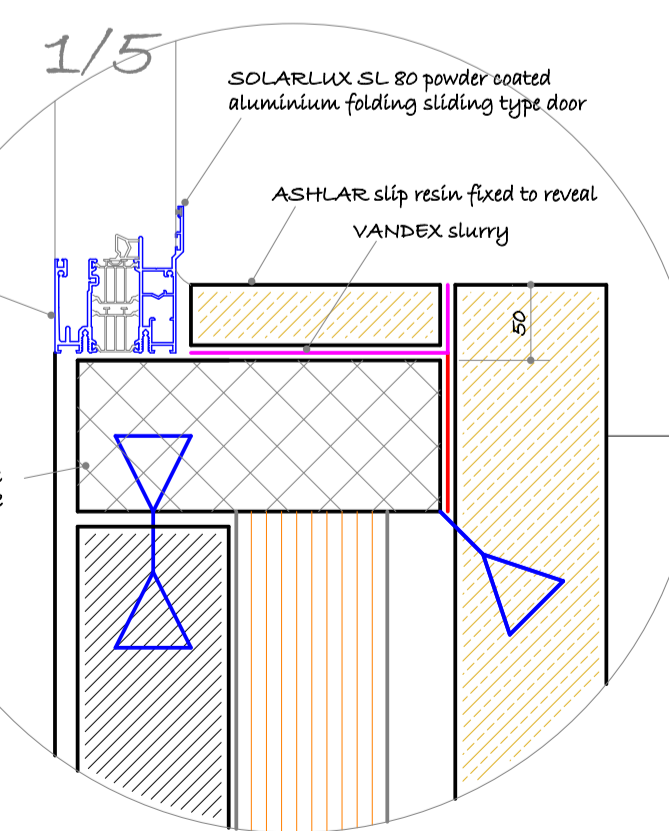 1/5
SOLARLUX SL 80 powder coated
aluminium folding sliding type door
ASHLAR slip resin fixed to reveal
VANDEX slurry
50